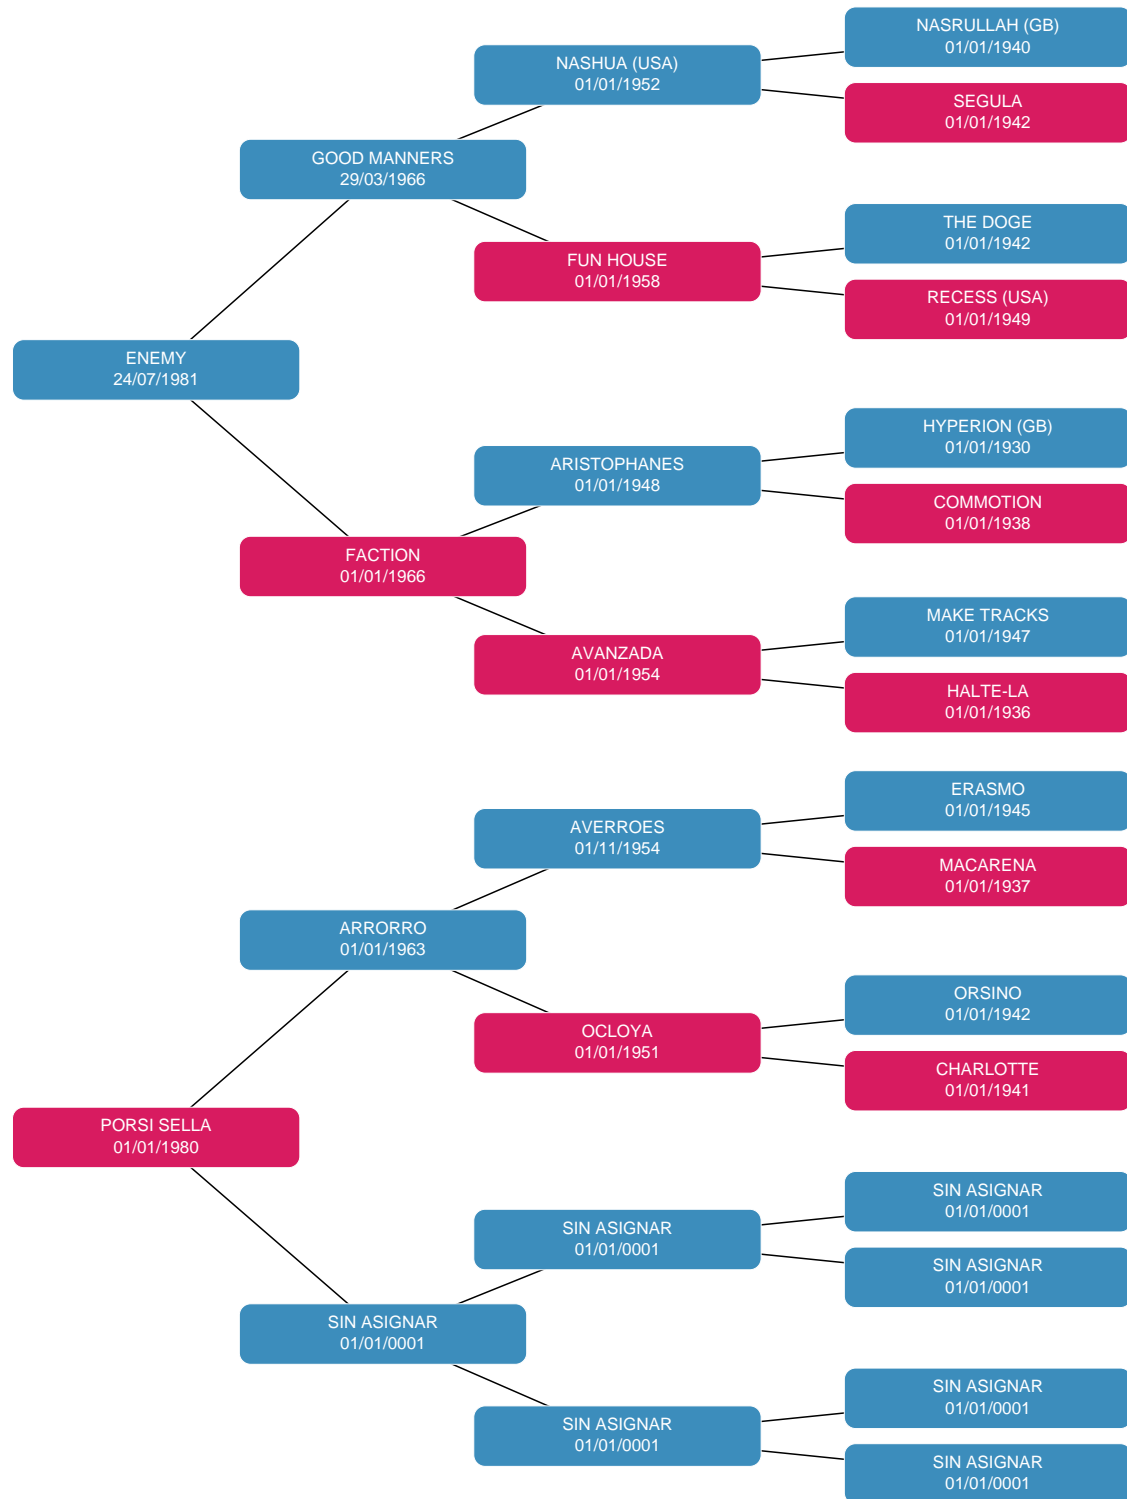 NASRULLAH (GB)
01/01/1940
NASHUA (USA)
01/01/1952
SEGULA
01/01/1942
GOOD MANNERS
29/03/1966
THE DOGE
01/01/1942
FUN HOUSE
01/01/1958
RECESS (USA)
01/01/1949
ENEMY
24/07/1981
HYPERION (GB)
01/01/1930
ARISTOPHANES
01/01/1948
COMMOTION
01/01/1938
FACTION
01/01/1966
MAKE TRACKS
01/01/1947
AVANZADA
01/01/1954
HALTE-LA
01/01/1936
ERASMO
01/01/1945
AVERROES
01/11/1954
MACARENA
01/01/1937
ARRORRO
01/01/1963
ORSINO
01/01/1942
OCLOYA
01/01/1951
CHARLOTTE
01/01/1941
PORSI SELLA
01/01/1980
SIN ASIGNAR
01/01/0001
SIN ASIGNAR
01/01/0001
SIN ASIGNAR
01/01/0001
SIN ASIGNAR
01/01/0001
SIN ASIGNAR
01/01/0001
SIN ASIGNAR
01/01/0001
SIN ASIGNAR
01/01/0001